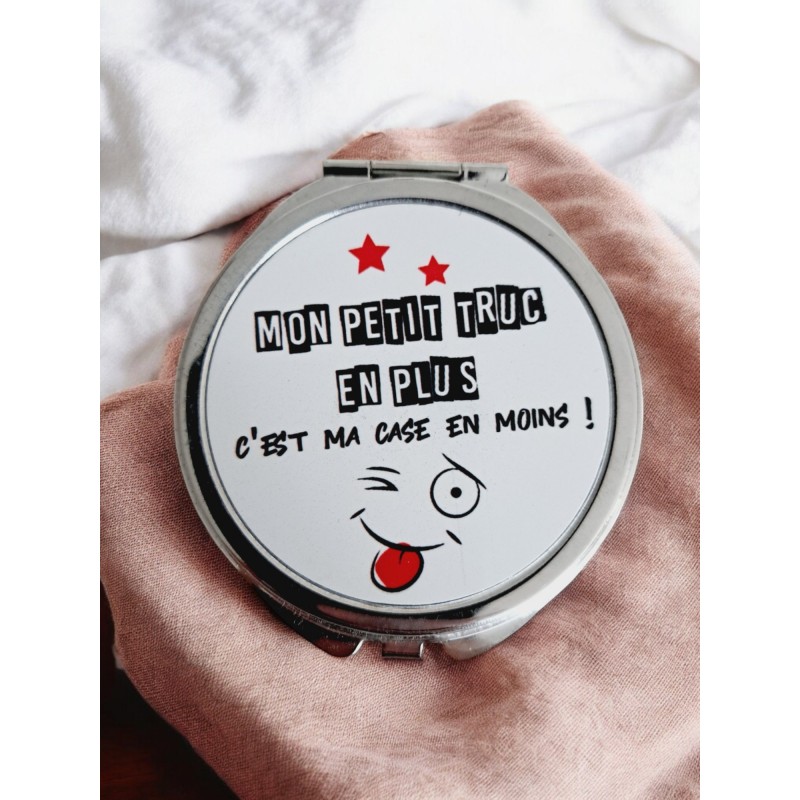 MON PETIT TRUC
EN PLUS
C'EST MA CASE EN MOINS !